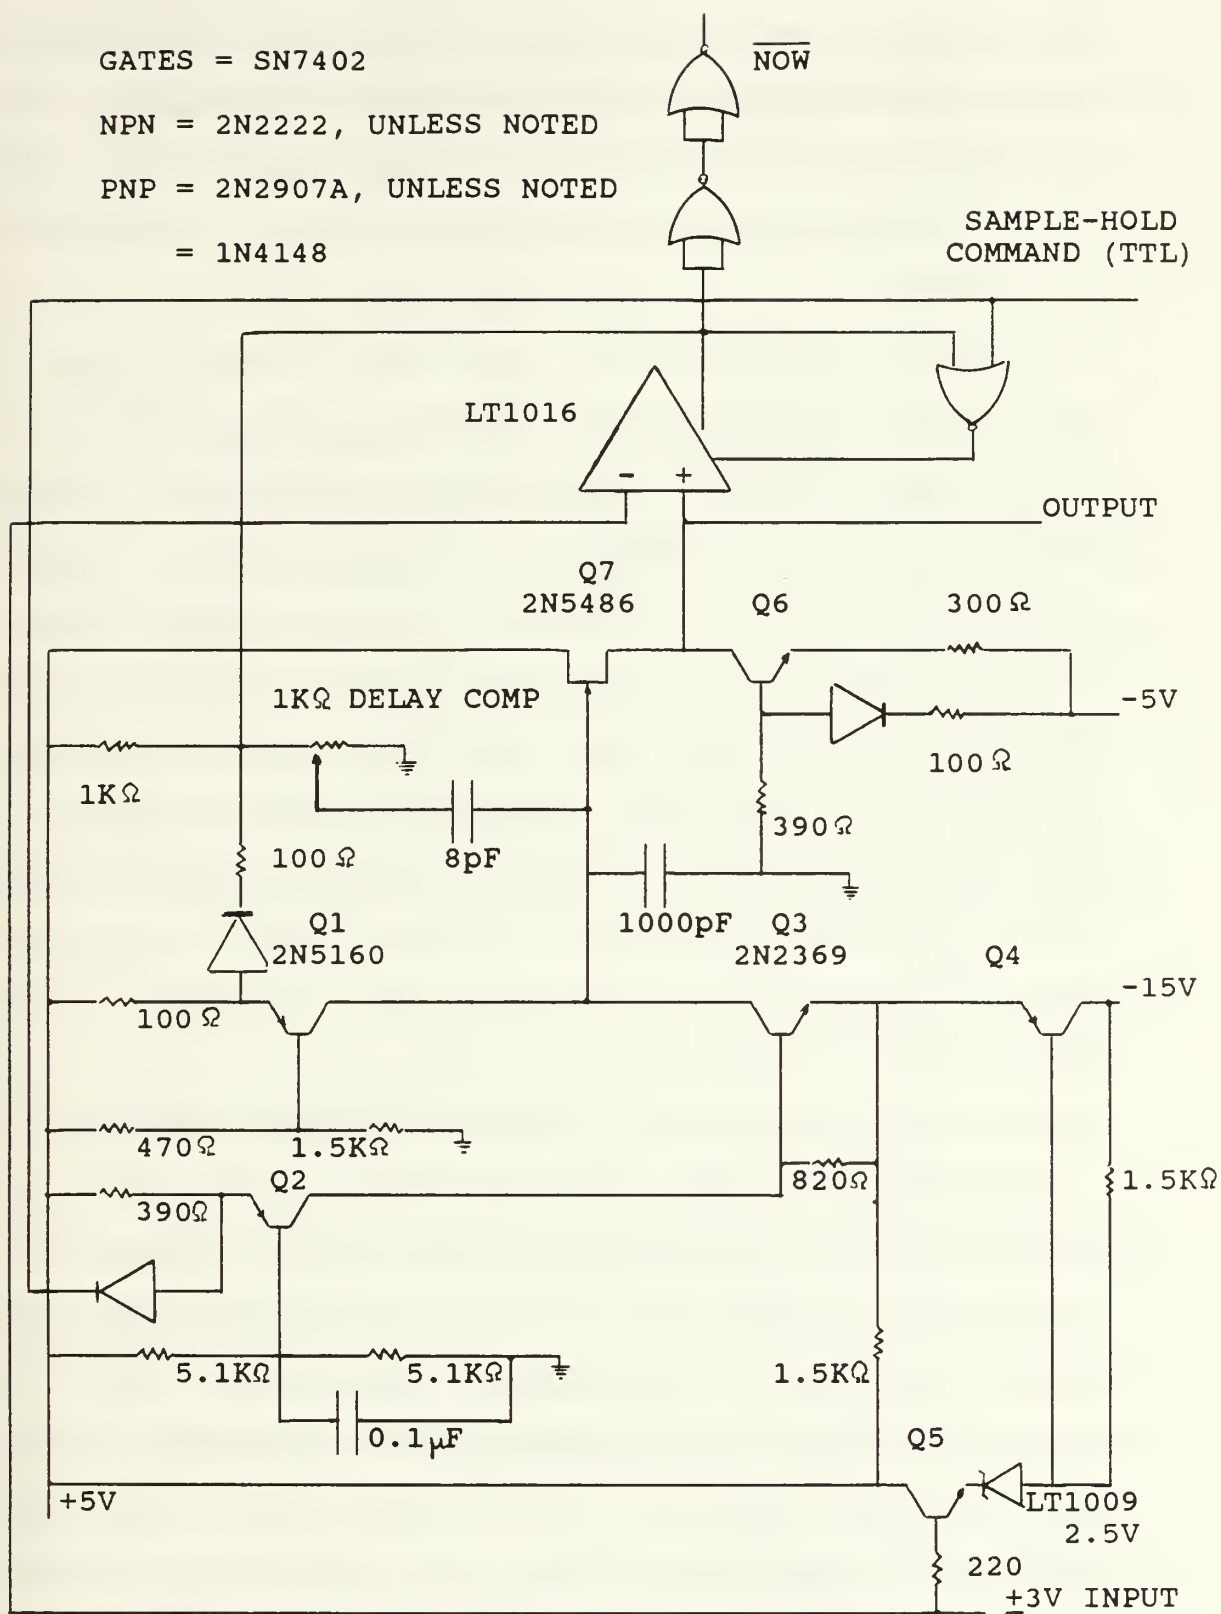 GATES = SN7402
NOW
NPN = 2N2222, UNLESS NOTED
PNP = 2N2907A, UNLESS NOTED
= 1N4148
SAMPLE-HOLD
COMMAND (TTL)
LT1016
- +
OUTPUT
Q7
2N5486
Q6
300Ω
1KΩ DELAY COMP
-5V
100Ω
1KΩ
390Ω
100Ω
8pF
1000pF
Q1
2N5160
Q3
2N2369
Q4
-15V
100Ω
470Ω
1.5KΩ
820Ω
1.5KΩ
Q2
390Ω
5.1KΩ
5.1KΩ
1.5KΩ
0.1μF
Q5
+5V
LT1009
2.5V
220
+3V INPUT